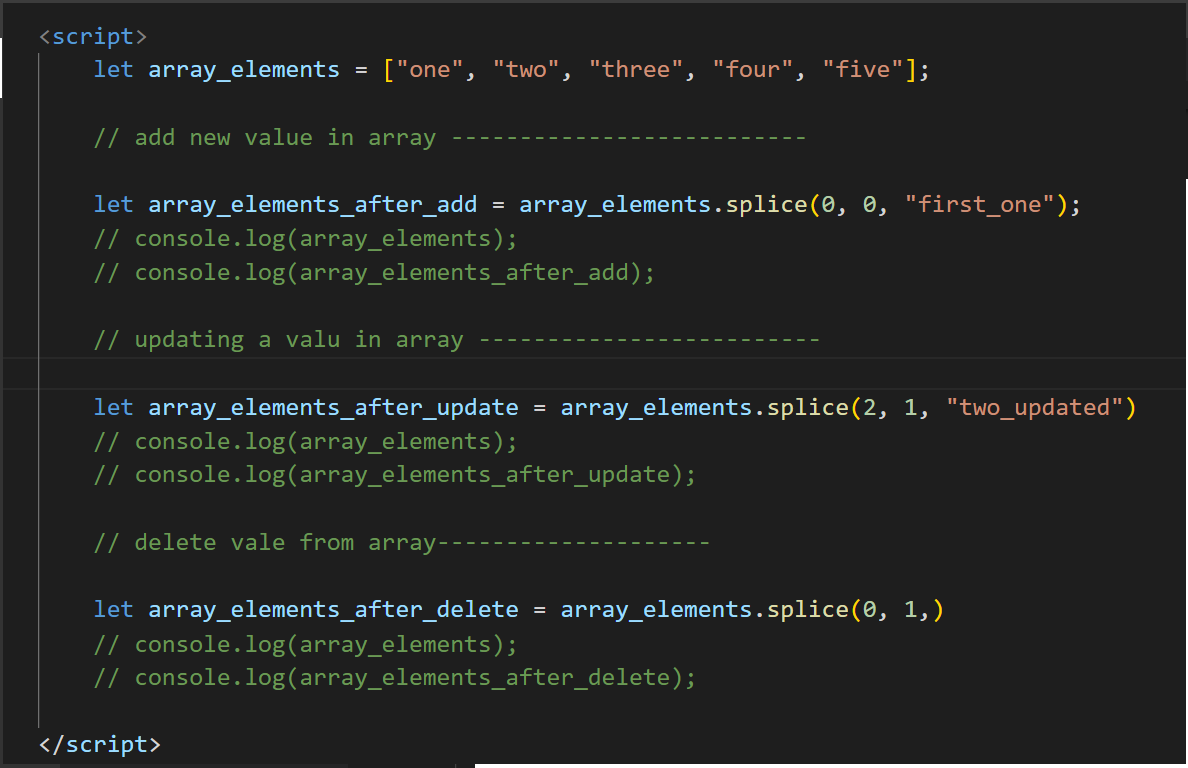 <script>
let array_elements = ["one", "two", "three", "four", "five"];
// add new value in array --------------------------
let array_elements_after_add = array_elements.splice(0, 0, "first_one");
// console.log(array_elements);
// console.log(array_elements_after_add);
// updating a valu in array -------------------------
let array_elements_after_update = array_elements.splice(2, 1, "two_updated")
// console.log(array_elements);
// console.log(array_elements_after_update);
// delete vale from array--------------------
let array_elements_after_delete = array_elements.splice(0, 1,)
// console.log(array_elements);
// console.log(array_elements_after_delete);
</script>